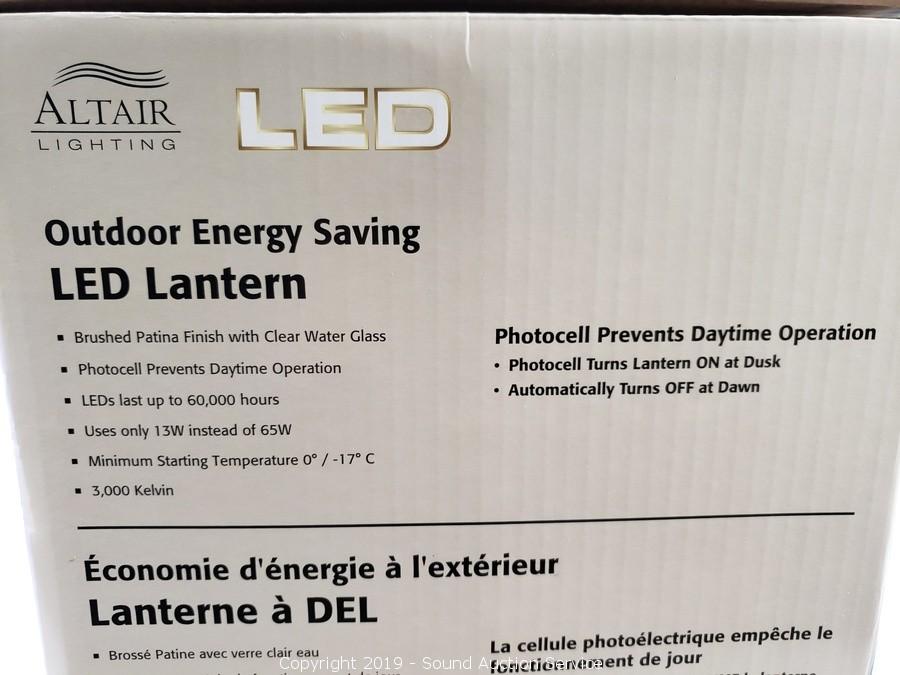 ALTAIR
LIGHTING
LED
Outdoor Energy Saving
LED Lantern
▪ Brushed Patina Finish with Clear Water Glass
▪ Photocell Prevents Daytime Operation
▪ LEDs last up to 60,000 hours
▪ Uses only 13W instead of 65W
▪ Minimum Starting Temperature 0° / -17° C
▪ 3,000 Kelvin
Photocell Prevents Daytime Operation
• Photocell Turns Lantern ON at Dusk
• Automatically Turns OFF at Dawn
Économie d'énergie à l'extérieur
Lanterne à DEL
▪ Brossé Patine avec verre clair eau
La cellule photoélectrique empêche le
fonctionnement de jour
Copyright 2019 - Sound Auction Service